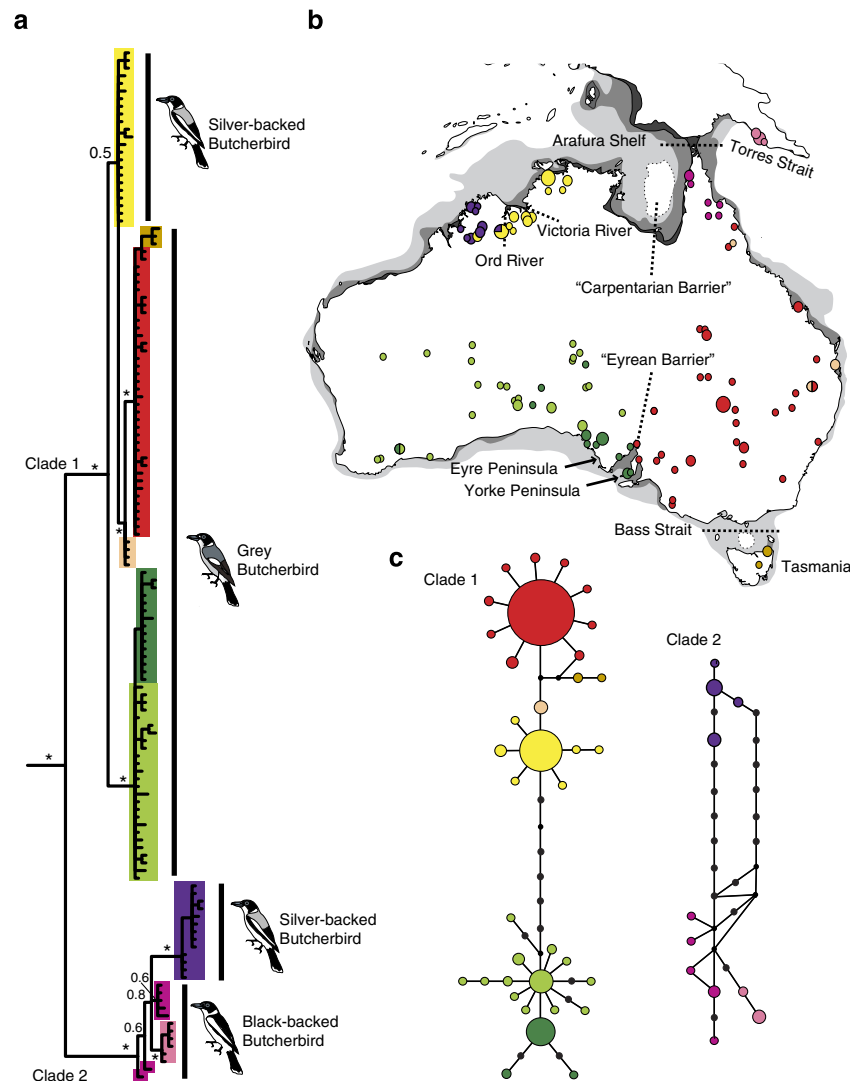 a
Silver-backed
Butcherbird
0.5
*
Clade 1
*
*
Grey
Butcherbird
*
*
Silver-backed
Butcherbird
*
0.6
0.8
0.6
Black-backed
Butcherbird
*
*
Clade 2
b
Arafura Shelf
Torres Strait
Victoria River
Ord River
“Carpentarian Barrier”
“Eyrean Barrier”
Eyre Peninsula
Yorke Peninsula
Bass Strait
Tasmania
c
Clade 1
Clade 2